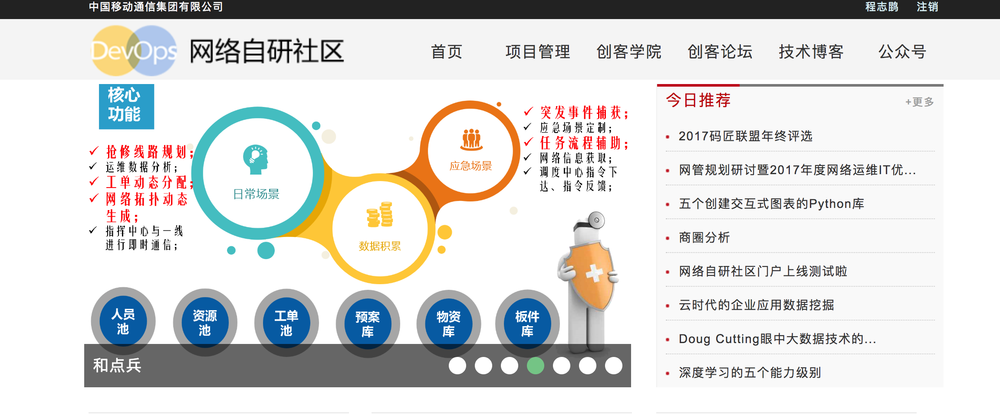 中国移动通信集团有限公司
程志鹍 注销
DevOps 网络自研社区
首页 项目管理 创客学院 创客论坛 技术博客 公众号
核心
功能
抢修线路规划；
运维数据分析；
工单动态分配；
网络拓扑动态
生成；
指挥中心与一线
进行即时通信；
日常场景
数据积累
应急场景
突发事件捕获；
应急场景定制；
任务流程辅助；
网络信息获取；
调度中心指令下
达、指令反馈；
人员
池
资源
池
工单
池
预案
库
物资
库
板件
库
和点兵
今日推荐
+更多
2017码匠联盟年终评选
网管规划研讨暨2017年度网络运维IT优...
五个创建交互式图表的Python库
商圈分析
网络自研社区门户上线测试啦
云时代的企业应用数据挖掘
Doug Cutting眼中大数据技术的...
深度学习的五个能力级别